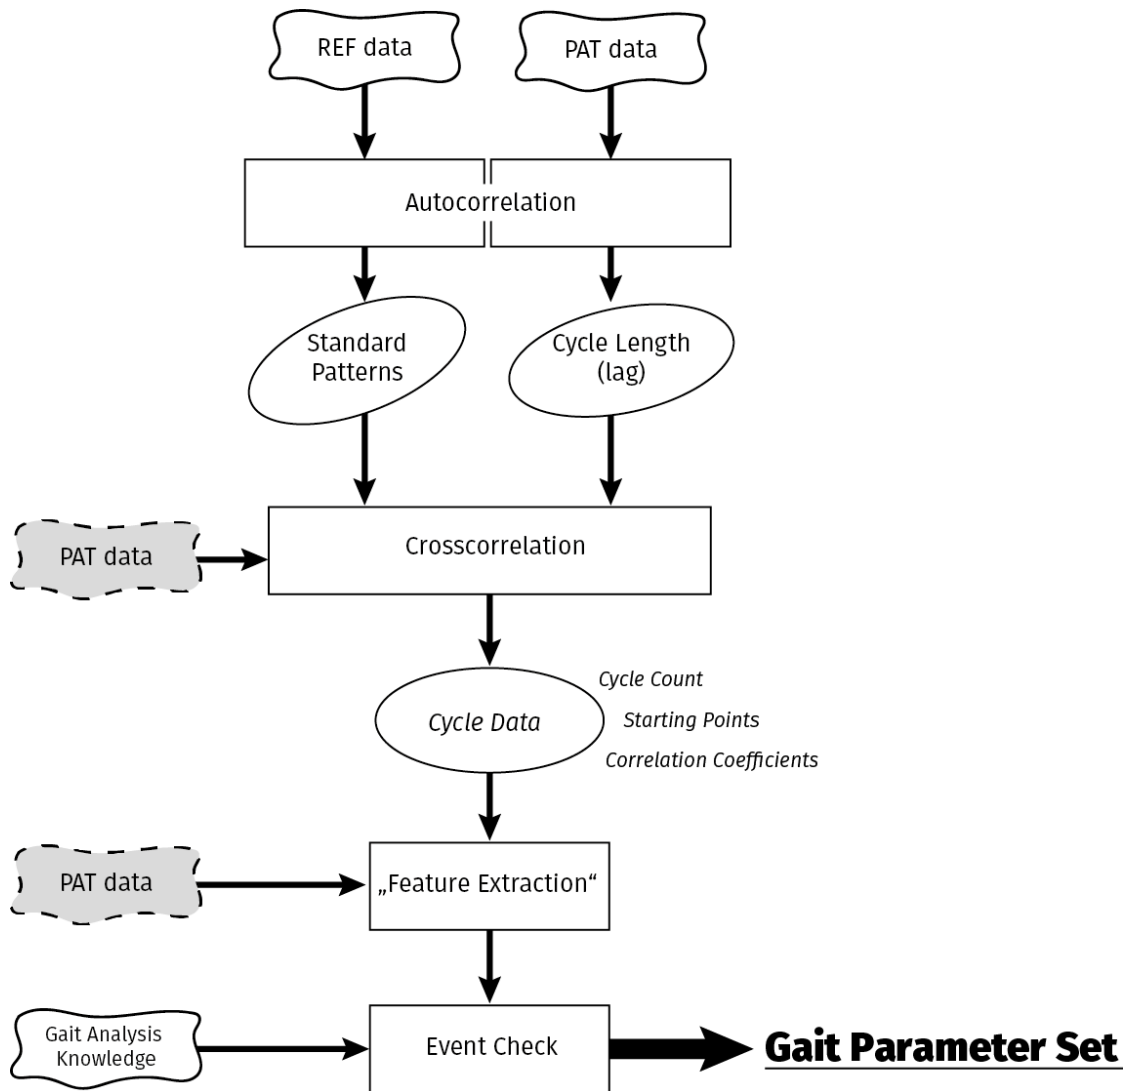 REF data
PAT data
Autocorrelation
Standard
Patterns
Cycle Length
(lag)
PAT data
Crosscorrelation
Cycle Data
Cycle Count
Starting Points
Correlation Coefficients
PAT data
„Feature Extraction“
Gait Analysis
Knowledge
Event Check
Gait Parameter Set